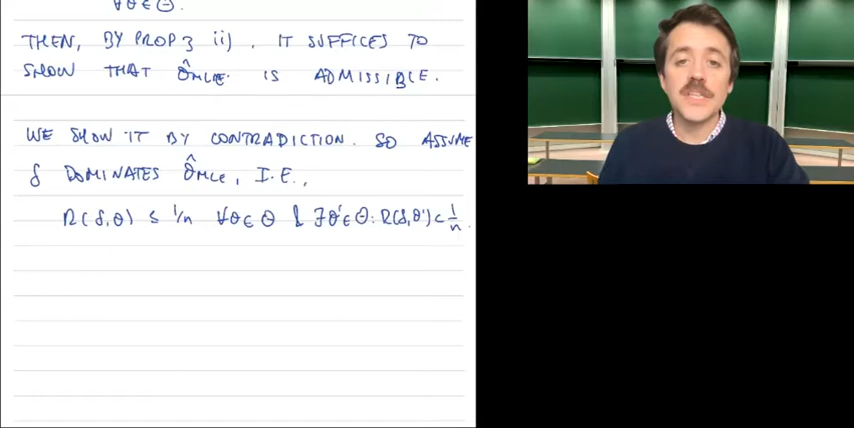 ∀θ∈Θ.
THEN, BY PROP 3 ii), IT SUFFICES TO
SHOW THAT θ̂MLE IS ADMISSIBLE.
WE SHOW IT BY CONTRADICTION. SO ASSUME
δ DOMINATES θ̂MLE, I.E.,
R(δ,θ) ≤ 1/n ∀θ∈Θ & ∃θ'∈Θ: R(δ,θ') < 1/n.